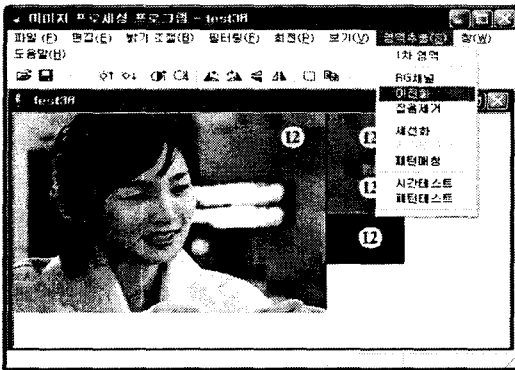 이미지 프로세싱 프로그램 - test38
파일(F) 편집(E) 밝기 조절(B) 필터링(F) 회전(P) 보기(V) 영역추출(S) 창(W)
도움말(H)
1차 영역
RG채널
이진화
잡음제거
세선화
패턴매칭
시간테스트
패턴테스트
test38
12
12
12
12